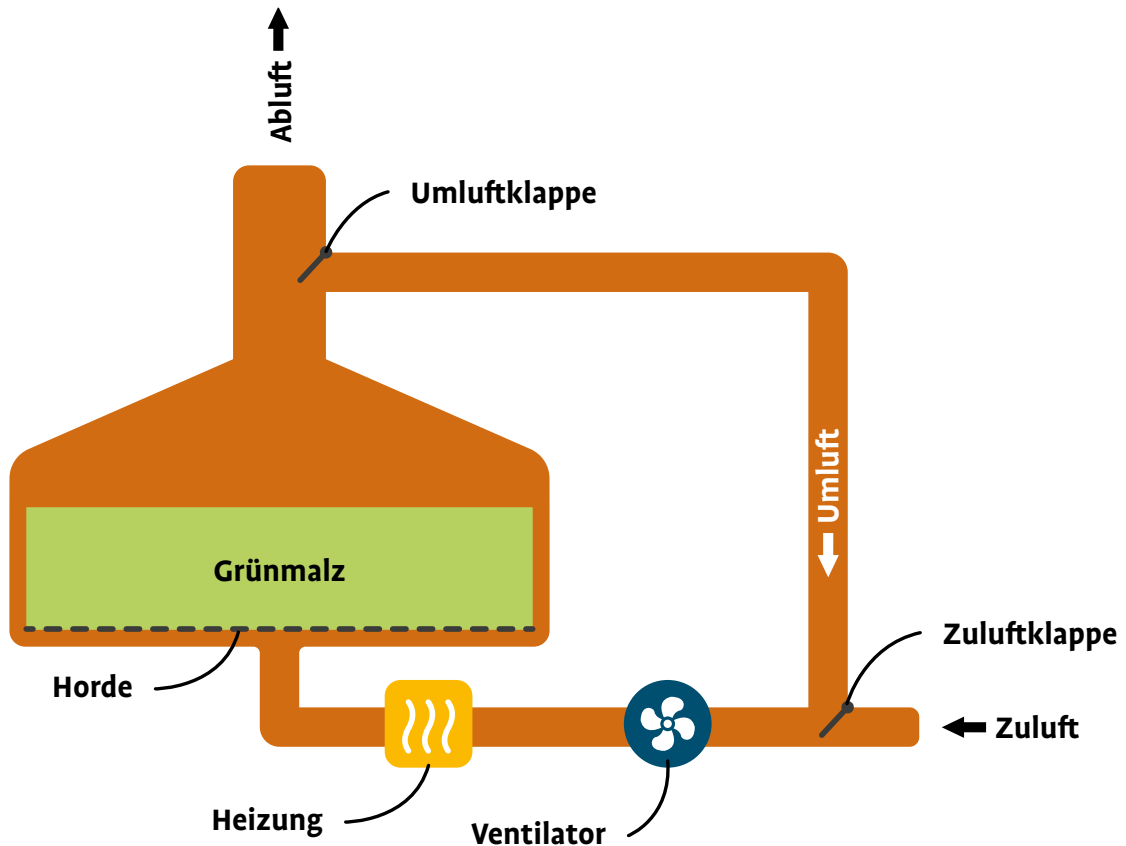 Abluft
Umluftklappe
Umluft
Grünmalz
Zuluftklappe
Horde
Zuluft
Heizung
Ventilator